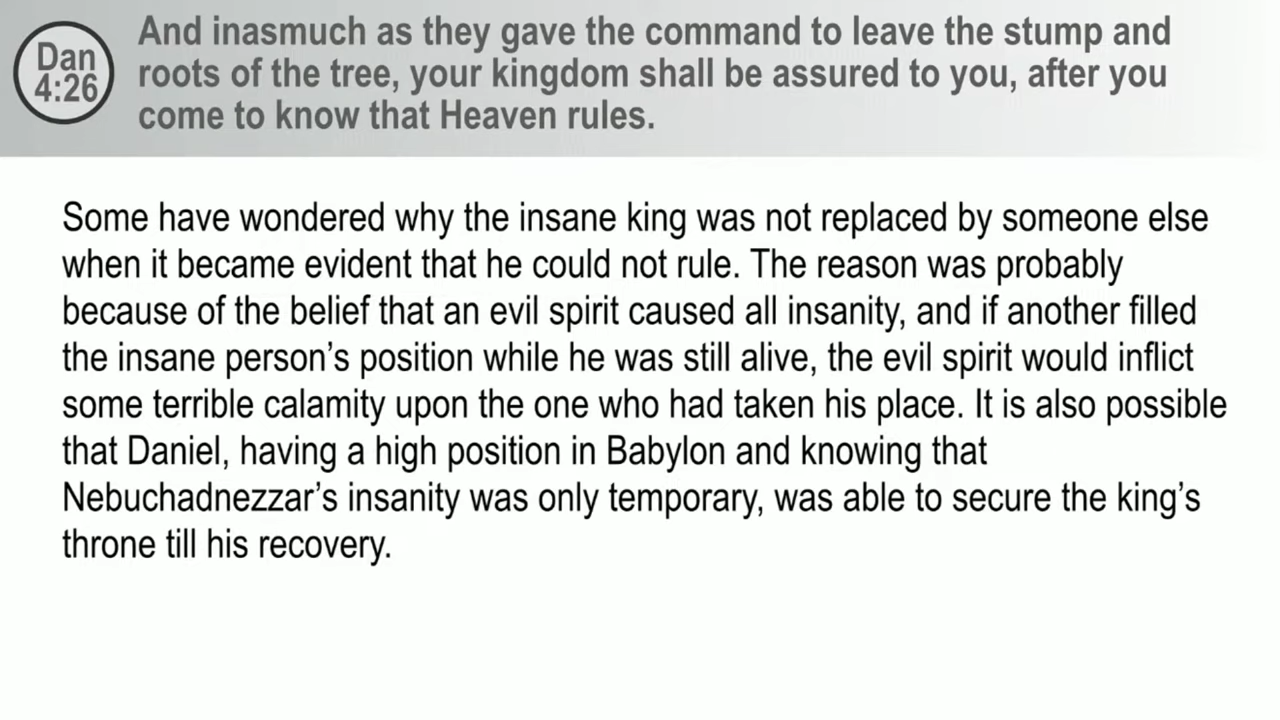 Dan
4:26
And inasmuch as they gave the command to leave the stump and
roots of the tree, your kingdom shall be assured to you, after you
come to know that Heaven rules.
Some have wondered why the insane king was not replaced by someone else
when it became evident that he could not rule. The reason was probably
because of the belief that an evil spirit caused all insanity, and if another filled
the insane person’s position while he was still alive, the evil spirit would inflict
some terrible calamity upon the one who had taken his place. It is also possible
that Daniel, having a high position in Babylon and knowing that
Nebuchadnezzar’s insanity was only temporary, was able to secure the king’s
throne till his recovery.